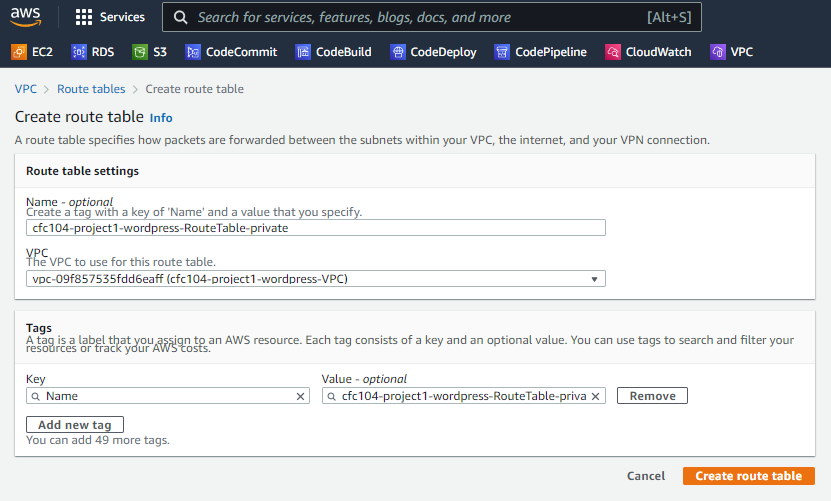 aws Services Search for services, features, blogs, docs, and more [Alt+S]
EC2 RDS S3 CodeCommit CodeBuild CodeDeploy CodePipeline CloudWatch VPC
VPC > Route tables > Create route table
Create route table Info
A route table specifies how packets are forwarded between the subnets within your VPC, the internet, and your VPN connection.
Route table settings
Name - optional
Create a tag with a key of 'Name' and a value that you specify.
cfc104-project1-wordpress-RouteTable-private
VPC
The VPC to use for this route table.
vpc-09f857535fdd6eaff (cfc104-project1-wordpress-VPC)
Tags
A tag is a label that you assign to an AWS resource. Each tag consists of a key and an optional value. You can use tags to search and filter your
resources or track your AWS costs.
Key Value - optional
Name cfc104-project1-wordpress-RouteTable-priva Remove
Add new tag
You can add 49 more tags.
Cancel Create route table